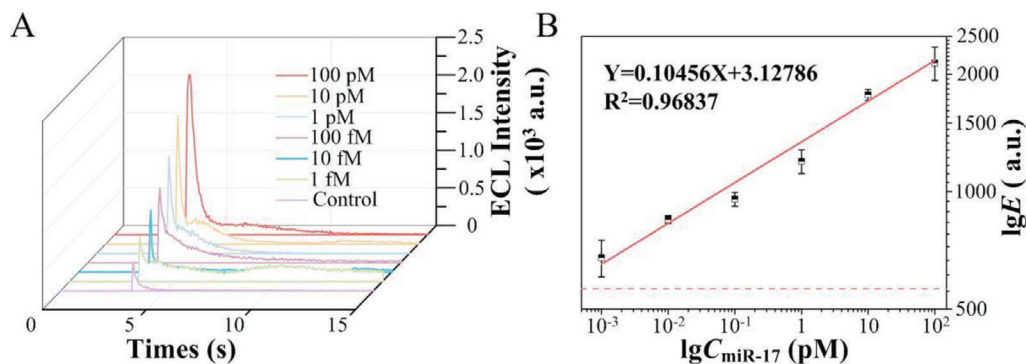 A
2.5
2.0
1.5
1.0
0.5
0
ECL Intensity
( x10³ a.u.)
100 pM
10 pM
1 pM
100 fM
10 fM
1 fM
Control
0
5
10
15
Times (s)
B
Y=0.10456X+3.12786
R²=0.96837
2500
2000
1500
1000
500
lgE ( a.u.)
10⁻³
10⁻²
10⁻¹
1
10
10²
lgC_miR-17 (pM)